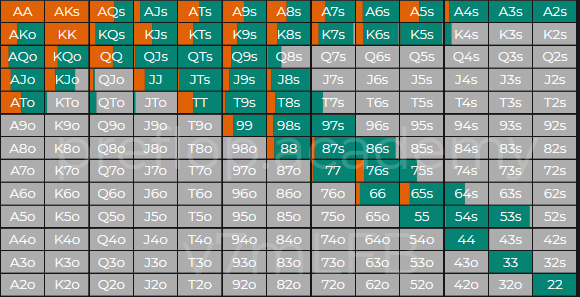 AA AKs AQs AJs ATs A9s A8s A7s A6s A5s A4s A3s A2s
AKo KK KQs KJs KTs K9s K8s K7s K6s K5s K4s K3s K2s
AQo KQo QQ QJs QTs Q9s Q8s Q7s Q6s Q5s Q4s Q3s Q2s
AJo KJo QJo JJ JTs J9s J8s J7s J6s J5s J4s J3s J2s
ATo KTo QTo JTo TT T9s T8s T7s T6s T5s T4s T3s T2s
A9o K9o Q9o J9o T9o 99 98s 97s 96s 95s 94s 93s 92s
A8o K8o Q8o J8o T8o 98o 88 87s 86s 85s 84s 83s 82s
A7o K7o Q7o J7o T7o 97o 87o 77 76s 75s 74s 73s 72s
A6o K6o Q6o J6o T6o 96o 86o 76o 66 65s 64s 63s 62s
A5o K5o Q5o J5o T5o 95o 85o 75o 65o 55 54s 53s 52s
A4o K4o Q4o J4o T4o 94o 84o 74o 64o 54o 44 43s 42s
A3o K3o Q3o J3o T3o 93o 83o 73o 63o 53o 43o 33 32s
A2o K2o Q2o J2o T2o 92o 82o 72o 62o 52o 42o 32o 22
preflop.academy